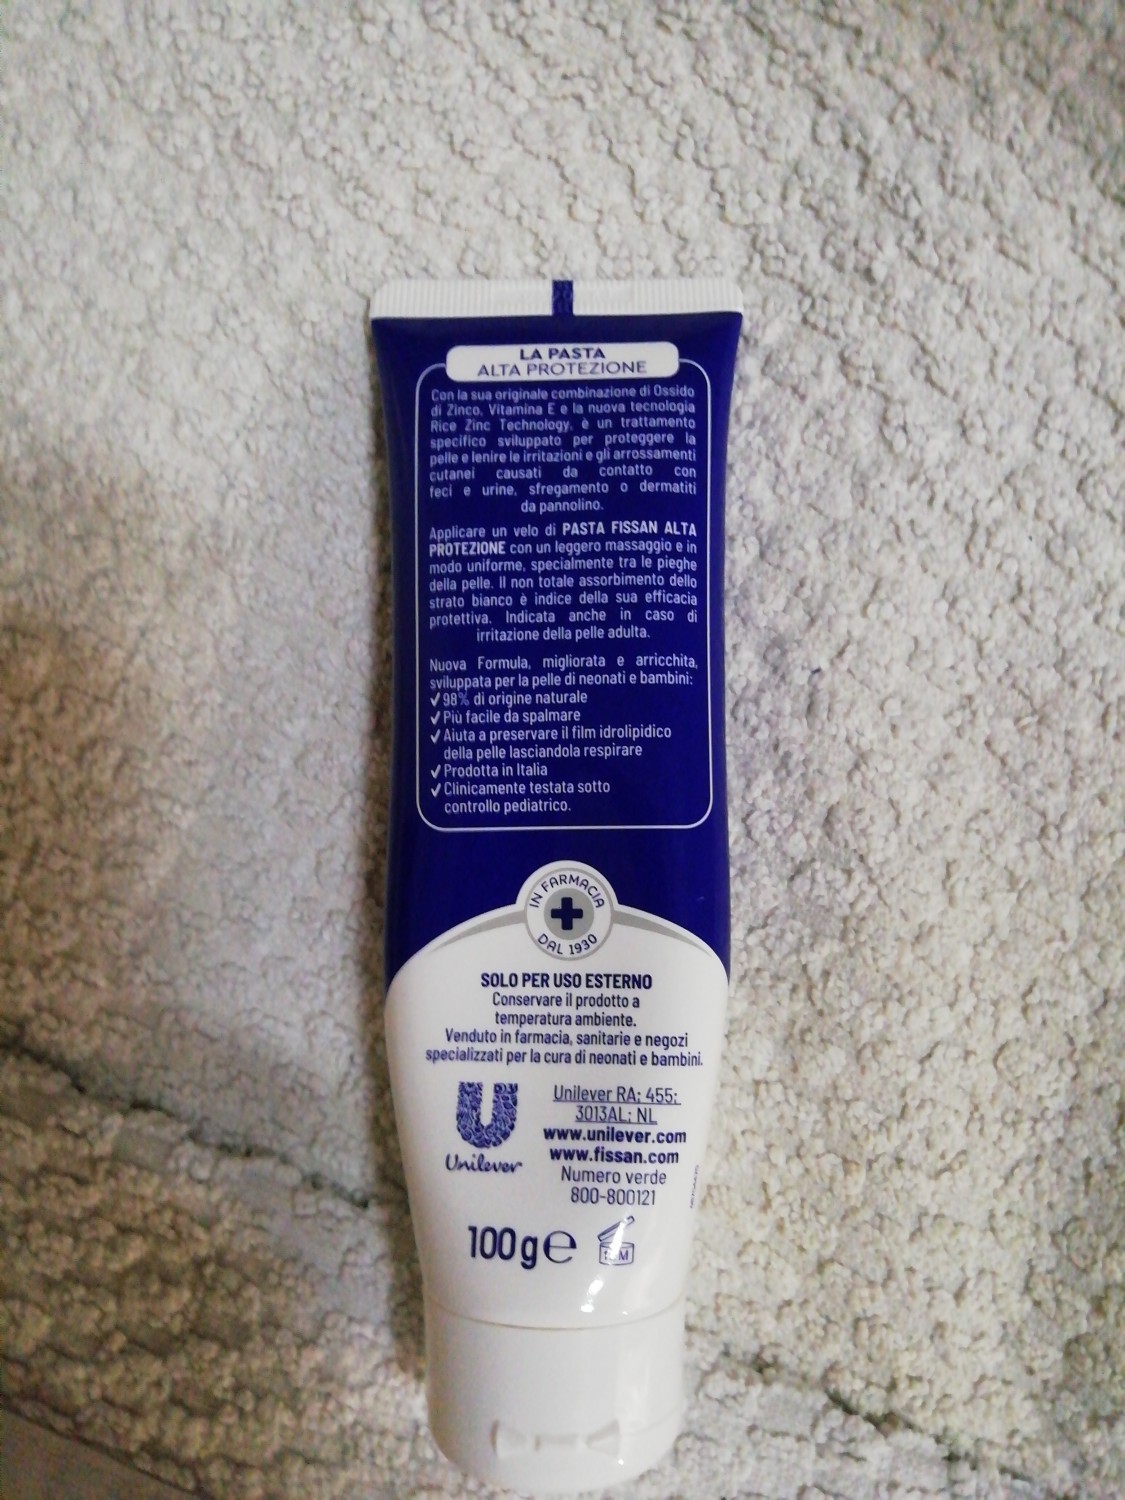 LA PASTA
ALTA PROTEZIONE
Con la sua originale combinazione di Ossido
di Zinco, Vitamina E e la nuova tecnologia
Rice Zinc Technology, è un trattamento
specifico sviluppato per proteggere la
pelle e lenire le irritazioni e gli arrossamenti
cutanei causati da contatto con
feci e urine, sfregamento o dermatiti
da pannolino.
Applicare un velo di PASTA FISSAN ALTA
PROTEZIONE con un leggero massaggio e in
modo uniforme, specialmente tra le pieghe
della pelle. Il non totale assorbimento dello
strato bianco è indice della sua efficacia
protettiva. Indicata anche in caso di
irritazione della pelle adulta.
Nuova Formula, migliorata e arricchita,
sviluppata per la pelle di neonati e bambini:
✓ 98% di origine naturale
✓ Più facile da spalmare
✓ Aiuta a preservare il film idrolipidico
della pelle lasciandola respirare
✓ Prodotta in Italia
✓ Clinicamente testata sotto
controllo pediatrico.
IN FARMACIA
DAL 1930
SOLO PER USO ESTERNO
Conservare il prodotto a
temperatura ambiente.
Venduto in farmacia, sanitarie e negozi
specializzati per la cura di neonati e bambini.
Unilever RA; 455;
3013AL; NL
www.unilever.com
www.fissan.com
Numero verde
800-800121
U
Unilever
100 g e